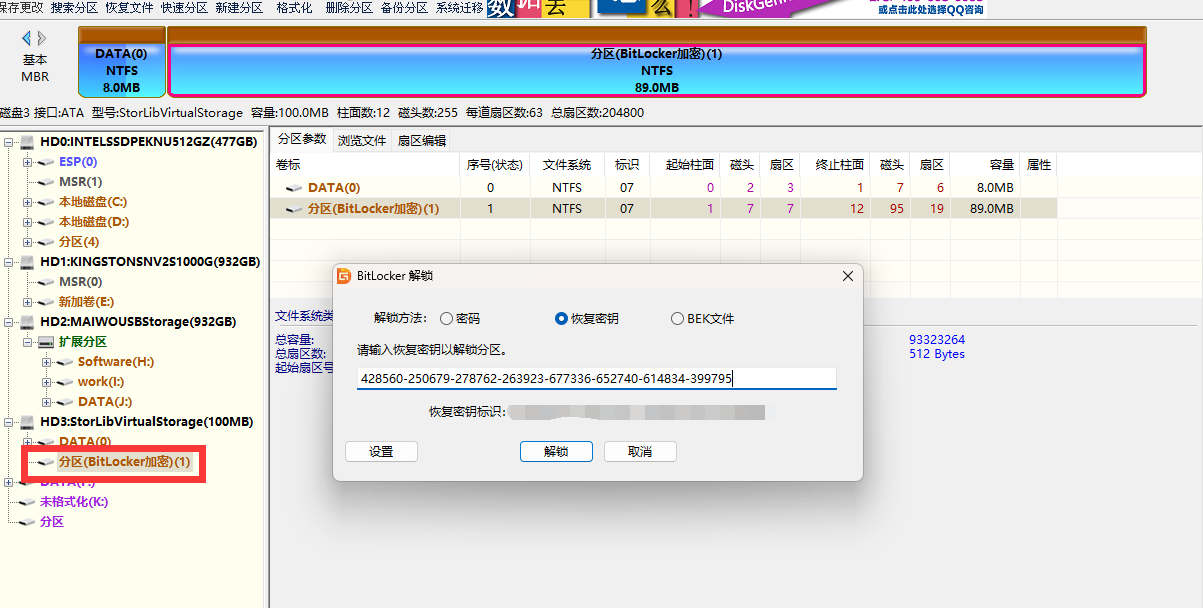 保存更改 搜索分区 恢复文件 快速分区 新建分区 格式化 删除分区 备份分区 系统迁移
或点击此处选择QQ咨询
基本
MBR
DATA(0)
NTFS
8.0MB
分区(BitLocker加密)(1)
NTFS
89.0MB
磁盘3 接口:ATA 型号:StorLibVirtualStorage 容量:100.0MB 柱面数:12 磁头数:255 每道扇区数:63 总扇区数:204800
HD0:INTELSSDPEKNU512GZ(477GB)
ESP(0)
MSR(1)
本地磁盘(C:)
本地磁盘(D:)
分区(4)
HD1:KINGSTONSNV2S1000G(932GB)
MSR(0)
新加卷(E:)
HD2:MAIWOUSBStorage(932GB)
扩展分区
Software(H:)
work(I:)
DATA(J:)
HD3:StorLibVirtualStorage(100MB)
DATA(0)
分区(BitLocker加密)(1)
未格式化(K:)
分区
分区参数 浏览文件 扇区编辑
卷标 序号(状态) 文件系统 标识 起始柱面 磁头 扇区 终止柱面 磁头 扇区 容量 属性
DATA(0) 0 NTFS 07 0 2 3 1 7 6 8.0MB
分区(BitLocker加密)(1) 1 NTFS 07 1 7 7 12 95 19 89.0MB
文件系统类
总容量:
总扇区数:
起始扇区号
93323264
512 Bytes
BitLocker 解锁
解锁方法: 密码 恢复密钥 BEK文件
请输入恢复密钥以解锁分区。
428560-250679-278762-263923-677336-652740-614834-399795
恢复密钥标识:
设置 解锁 取消